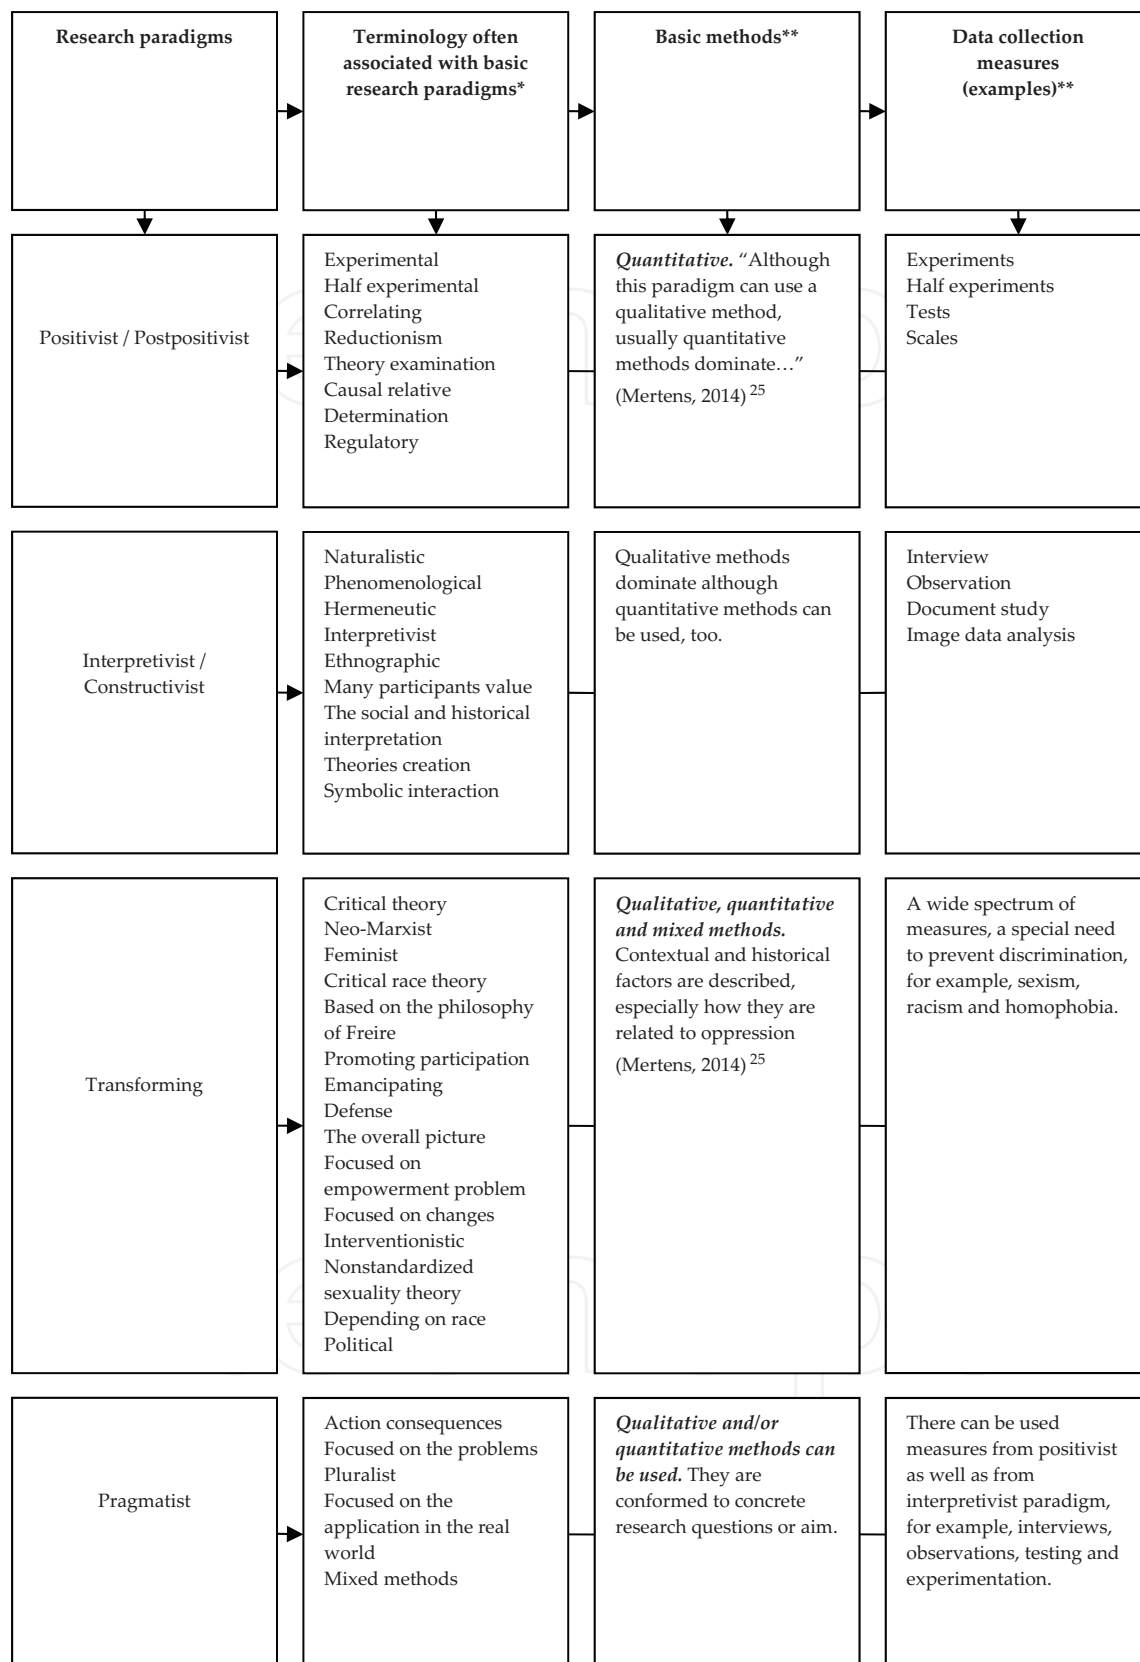 Research paradigms
Terminology often
associated with basic
research paradigms*
Basic methods**
Data collection
measures
(examples)**
Positivist / Postpositivist
Experimental
Half experimental
Correlating
Reductionism
Theory examination
Causal relative
Determination
Regulatory
Quantitative. “Although
this paradigm can use a
qualitative method,
usually quantitative
methods dominate…”
(Mertens, 2014) 25
Experiments
Half experiments
Tests
Scales
Interpretivist /
Constructivist
Naturalistic
Phenomenological
Hermeneutic
Interpretivist
Ethnographic
Many participants value
The social and historical
interpretation
Theories creation
Symbolic interaction
Qualitative methods
dominate although
quantitative methods can
be used, too.
Interview
Observation
Document study
Image data analysis
Transforming
Critical theory
Neo-Marxist
Feminist
Critical race theory
Based on the philosophy
of Freire
Promoting participation
Emancipating
Defense
The overall picture
Focused on
empowerment problem
Focused on changes
Interventionistic
Nonstandardized
sexuality theory
Depending on race
Political
Qualitative, quantitative
and mixed methods.
Contextual and historical
factors are described,
especially how they are
related to oppression
(Mertens, 2014) 25
A wide spectrum of
measures, a special need
to prevent discrimination,
for example, sexism,
racism and homophobia.
Pragmatist
Action consequences
Focused on the problems
Pluralist
Focused on the
application in the real
world
Mixed methods
Qualitative and/or
quantitative methods can
be used. They are
conformed to concrete
research questions or aim.
There can be used
measures from positivist
as well as from
interpretivist paradigm,
for example, interviews,
observations, testing and
experimentation.